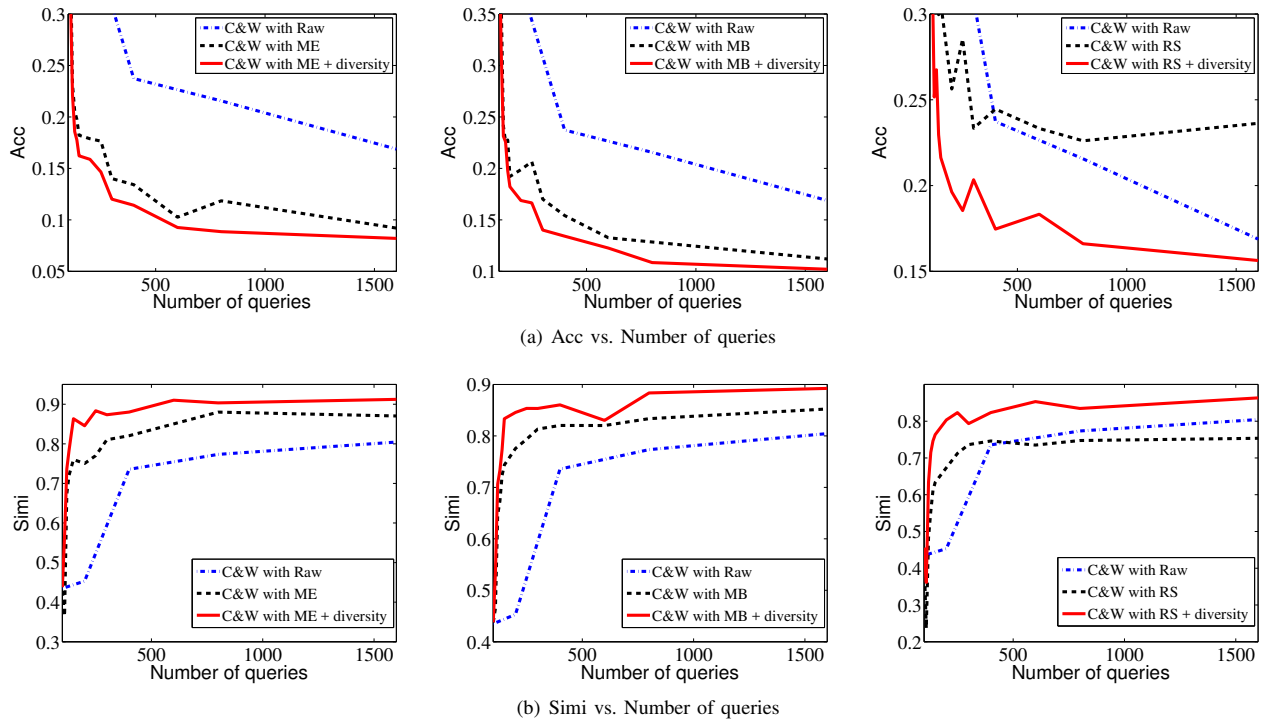 0.3
0.25
0.2
0.15
0.1
0.05
Acc
500
1000
1500
Number of queries
C&W with Raw
C&W with ME
C&W with ME + diversity
0.35
0.3
0.25
0.2
0.15
0.1
Acc
500
1000
1500
Number of queries
C&W with Raw
C&W with MB
C&W with MB + diversity
0.3
0.25
0.2
0.15
Acc
500
1000
1500
Number of queries
C&W with Raw
C&W with RS
C&W with RS + diversity
(a) Acc vs. Number of queries
0.9
0.8
0.7
0.6
0.5
0.4
0.3
Simi
500
1000
1500
Number of queries
C&W with Raw
C&W with ME
C&W with ME + diversity
0.9
0.8
0.7
0.6
0.5
0.4
Simi
500
1000
1500
Number of queries
C&W with Raw
C&W with MB
C&W with MB + diversity
0.8
0.7
0.6
0.5
0.4
0.3
0.2
Simi
500
1000
1500
Number of queries
C&W with Raw
C&W with RS
C&W with RS + diversity
(b) Simi vs. Number of queries